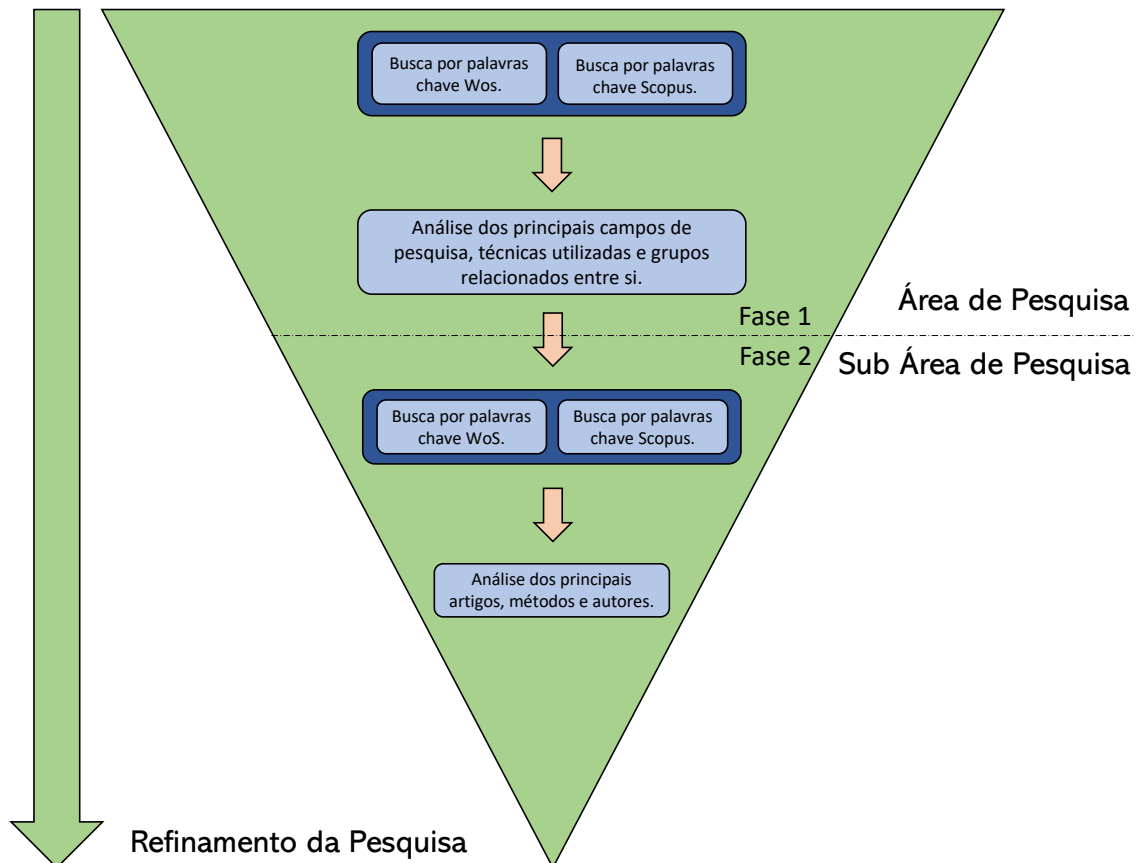 Busca por palavras
chave Wos.
Busca por palavras
chave Scopus.
Análise dos principais campos de
pesquisa, técnicas utilizadas e grupos
relacionados entre si.
Fase 1
Área de Pesquisa
Fase 2
Sub Área de Pesquisa
Busca por palavras
chave WoS.
Busca por palavras
chave Scopus.
Análise dos principais
artigos, métodos e autores.
Refinamento da Pesquisa